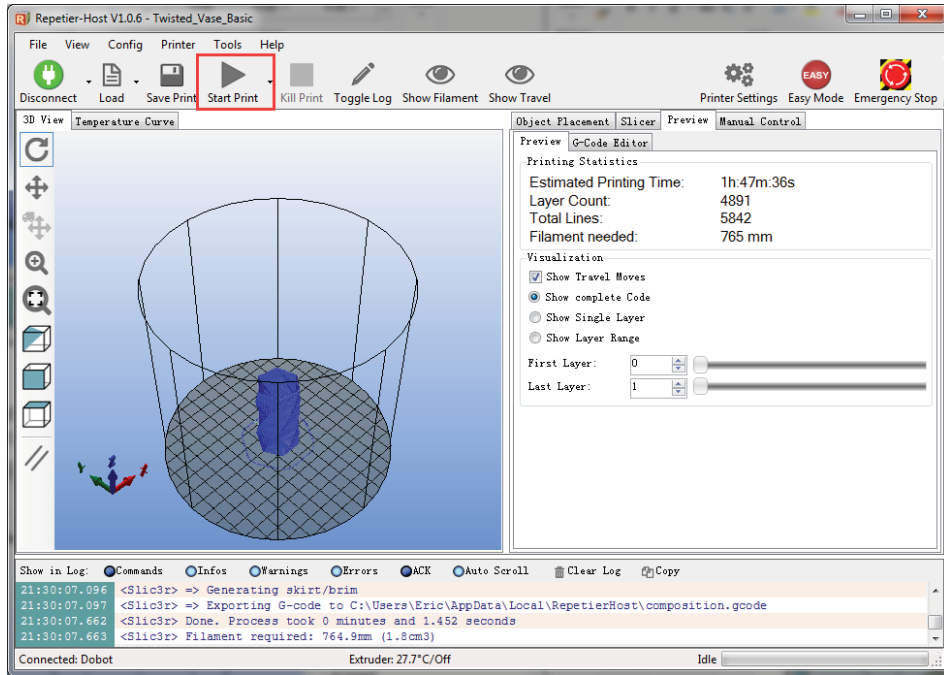 Repetier-Host V1.0.6 - Twisted_Vase_Basic
File View Config Printer Tools Help
Disconnect Load Save Print Start Print Kill Print Toggle Log Show Filament Show Travel Printer Settings Easy Mode Emergency Stop
EASY
3D View Temperature Curve
Object Placement Slicer Preview Manual Control
Preview G-Code Editor
Printing Statistics
Estimated Printing Time: 1h:47m:36s
Layer Count: 4891
Total Lines: 5842
Filament needed: 765 mm
Visualization
Show Travel Moves
Show complete Code
Show Single Layer
Show Layer Range
First Layer: 0
Last Layer: 1
Y Z X
Show in Log: Commands Infos Warnings Errors ACK Auto Scroll Clear Log Copy
21:30:07.096 <Slic3r> => Generating skirt/brim
21:30:07.097 <Slic3r> => Exporting G-code to C:\Users\Eric\AppData\Local\RepetierHost\composition.gcode
21:30:07.662 <Slic3r> Done. Process took 0 minutes and 1.452 seconds
21:30:07.663 <Slic3r> Filament required: 764.9mm (1.8cm3)
Connected: Dobot Extruder: 27.7°C/Off Idle